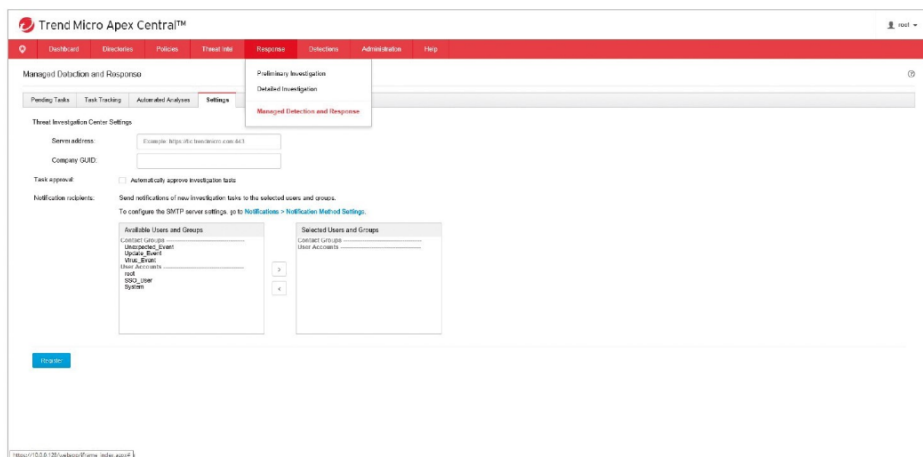 Trend Micro Apex Central™
root
Dashboard Directories Policies Threat Intel Response Detections Administration Help
Managed Detection and Response
Preliminary Investigation
Detailed Investigation
Managed Detection and Response
Pending Tasks Task Tracking Automated Analyses Settings
Threat Investigation Center Settings
Server address:
Company GUID:
Task approval: Automatically approve investigation tasks
Notification recipients: Send notifications of new investigation tasks to the selected users and groups.
To configure the SMTP server settings, go to Notifications > Notification Method Settings.
Available Users and Groups Selected Users and Groups
Contact Groups Contact Groups
Unexpected_Event User Accounts
Update_Event
Virus_Event
User Accounts
root
SSO_User
System
> <
Register